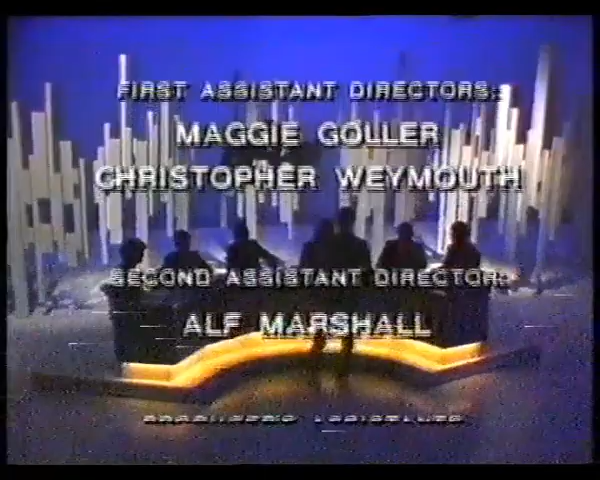 FIRST ASSISTANT DIRECTORS:
MAGGIE GOLLER
CHRISTOPHER WEYMOUTH
SECOND ASSISTANT DIRECTOR:
ALF MARSHALL